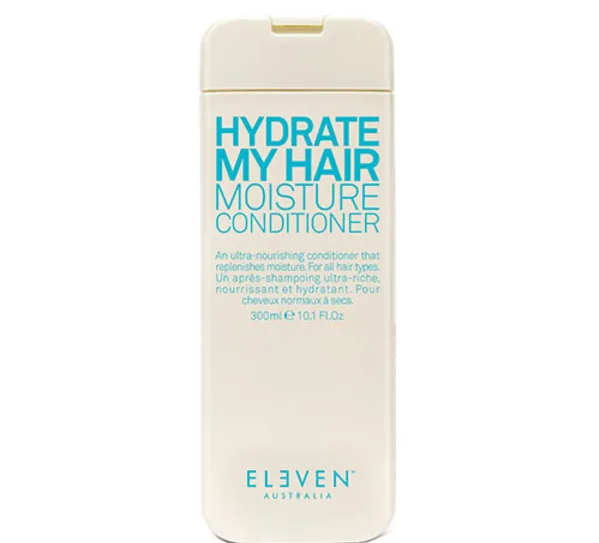 HYDRATE
MY HAIR
MOISTURE
CONDITIONER
An ultra-nourishing conditioner that
replenishes moisture. For all hair types.
Un après-shampoing ultra-riche,
nourrissant et hydratant. Pour
cheveux normaux à secs.
300ml ℮ 10.1 Fl.Oz
ELEVEN™
AUSTRALIA